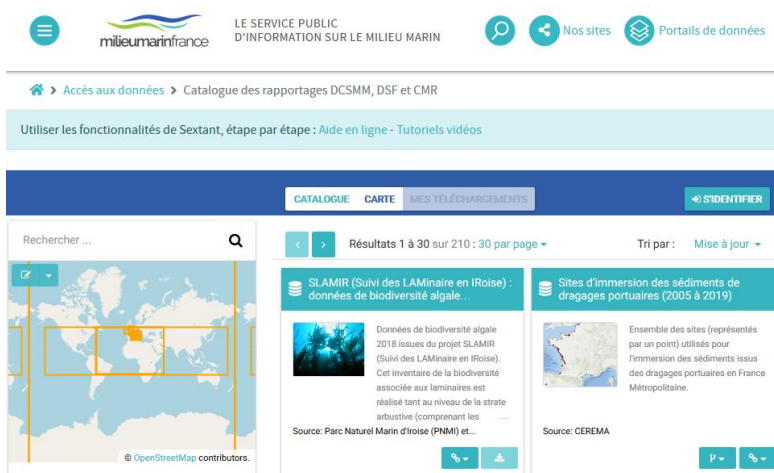 milieumarinfrance
LE SERVICE PUBLIC
D'INFORMATION SUR LE MILIEU MARIN
Nos sites
Portails de données
Accès aux données > Catalogue des rapportages DCSMM, DSF et CMR
Utiliser les fonctionnalités de Sextant, étape par étape : Aide en ligne - Tutoriels vidéos
CATALOGUE CARTE MES TÉLÉCHARGEMENTS
S'IDENTIFIER
Rechercher ...
Résultats 1 à 30 sur 210 : 30 par page
Tri par : Mise à jour
© OpenStreetMap contributors.
SLAMIR (Suivi des LAMinaire en IRoise) :
données de biodiversité algale...
Données de biodiversité algale
2018 issues du projet SLAMIR
(Suivi des LAMinaire en IRoise).
Cet inventaire de la biodiversité
associée aux laminaires est
réalisé tant au niveau de la strate
arbustive (comprenant les ...
Source: Parc Naturel Marin d'Iroise (PNMI) et...
Sites d'immersion des sédiments de
dragages portuaires (2005 à 2019)
Ensemble des sites (représentés
par un point) utilisés pour
l'immersion des sédiments issus
des dragages portuaires en France
Métropolitaine.
Source: CEREMA